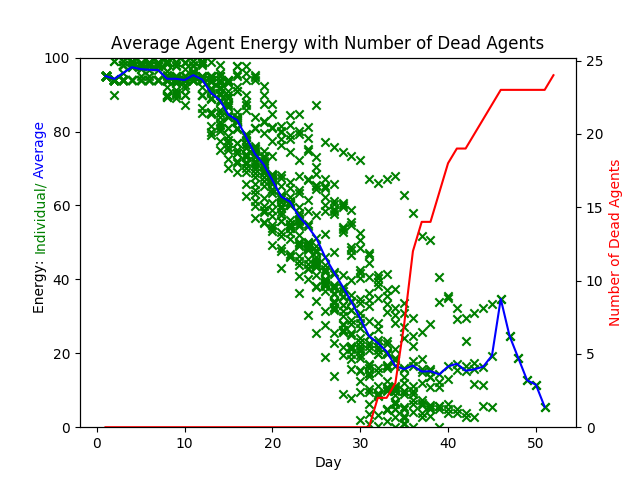 Average Agent Energy with Number of Dead Agents
100
80
60
40
20
0
Energy: Individual/ Average
25
20
15
10
5
0
Number of Dead Agents
0 10 20 30 40 50
Day